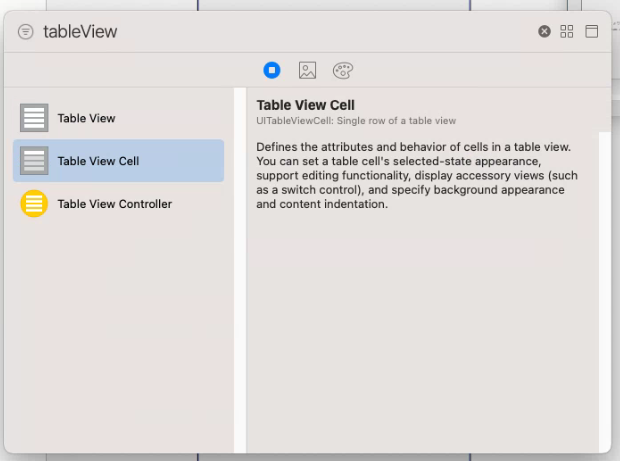 tableView
Table View
Table View Cell
Table View Controller
Table View Cell
UITableViewCell: Single row of a table view
Defines the attributes and behavior of cells in a table view.
You can set a table cell's selected-state appearance,
support editing functionality, display accessory views (such
as a switch control), and specify background appearance
and content indentation.